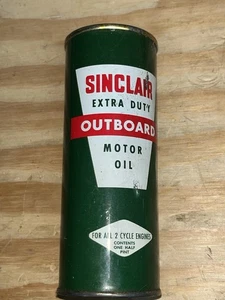 SINCLAIR
EXTRA DUTY
OUTBOARD
MOTOR
OIL
FOR ALL 2 CYCLE ENGINES
CONTENTS
ONE HALF
PINT